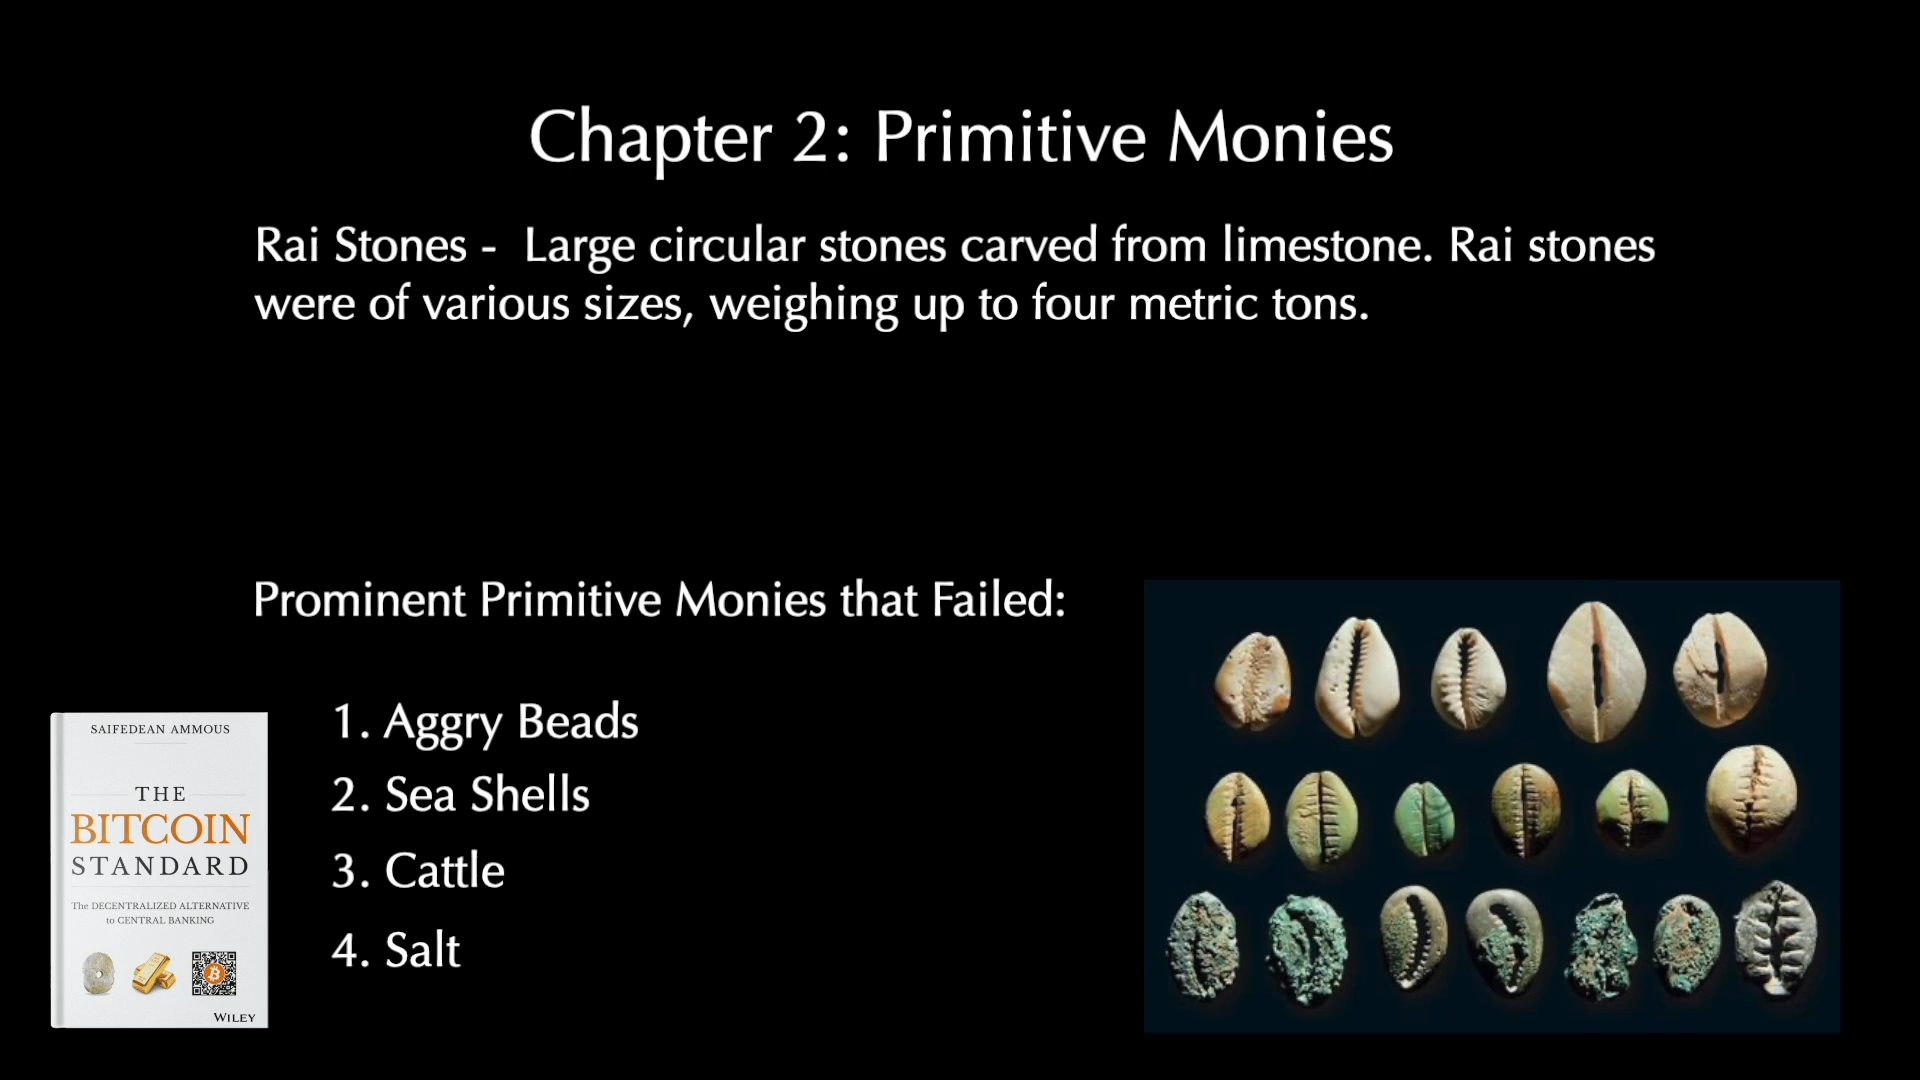 Chapter 2: Primitive Monies
Rai Stones - Large circular stones carved from limestone. Rai stones
were of various sizes, weighing up to four metric tons.
Prominent Primitive Monies that Failed:
1. Aggry Beads
2. Sea Shells
3. Cattle
4. Salt
SAIFEDEAN AMMOUS
THE
BITCOIN
STANDARD
The DECENTRALIZED ALTERNATIVE
to CENTRAL BANKING
WILEY